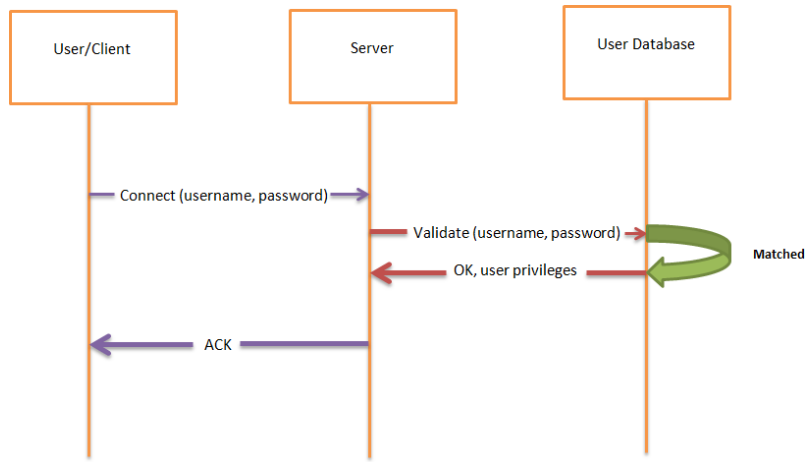 User/Client
Server
User Database
Connect (username, password)
Validate (username, password)
Matched
OK, user privileges
ACK